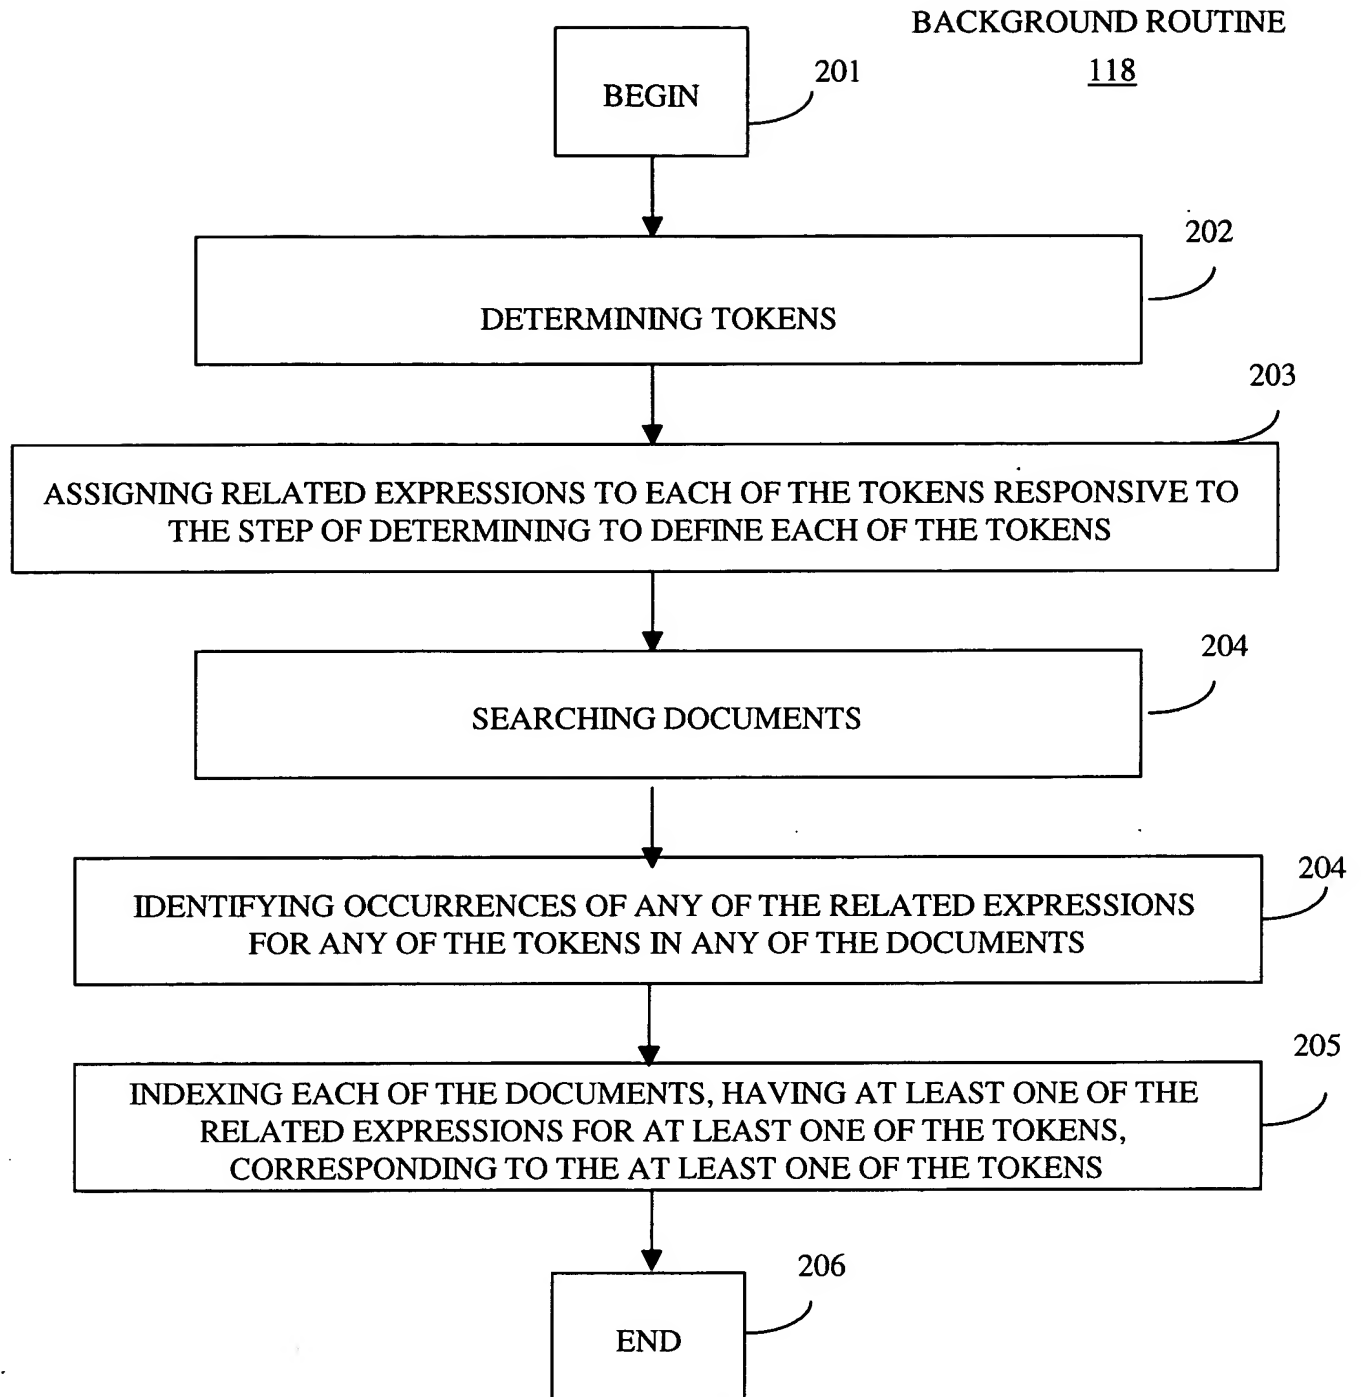 BACKGROUND ROUTINE
118
BEGIN
201
DETERMINING TOKENS
202
203
ASSIGNING RELATED EXPRESSIONS TO EACH OF THE TOKENS RESPONSIVE TO
THE STEP OF DETERMINING TO DEFINE EACH OF THE TOKENS
204
SEARCHING DOCUMENTS
204
IDENTIFYING OCCURRENCES OF ANY OF THE RELATED EXPRESSIONS
FOR ANY OF THE TOKENS IN ANY OF THE DOCUMENTS
205
INDEXING EACH OF THE DOCUMENTS, HAVING AT LEAST ONE OF THE
RELATED EXPRESSIONS FOR AT LEAST ONE OF THE TOKENS,
CORRESPONDING TO THE AT LEAST ONE OF THE TOKENS
206
END